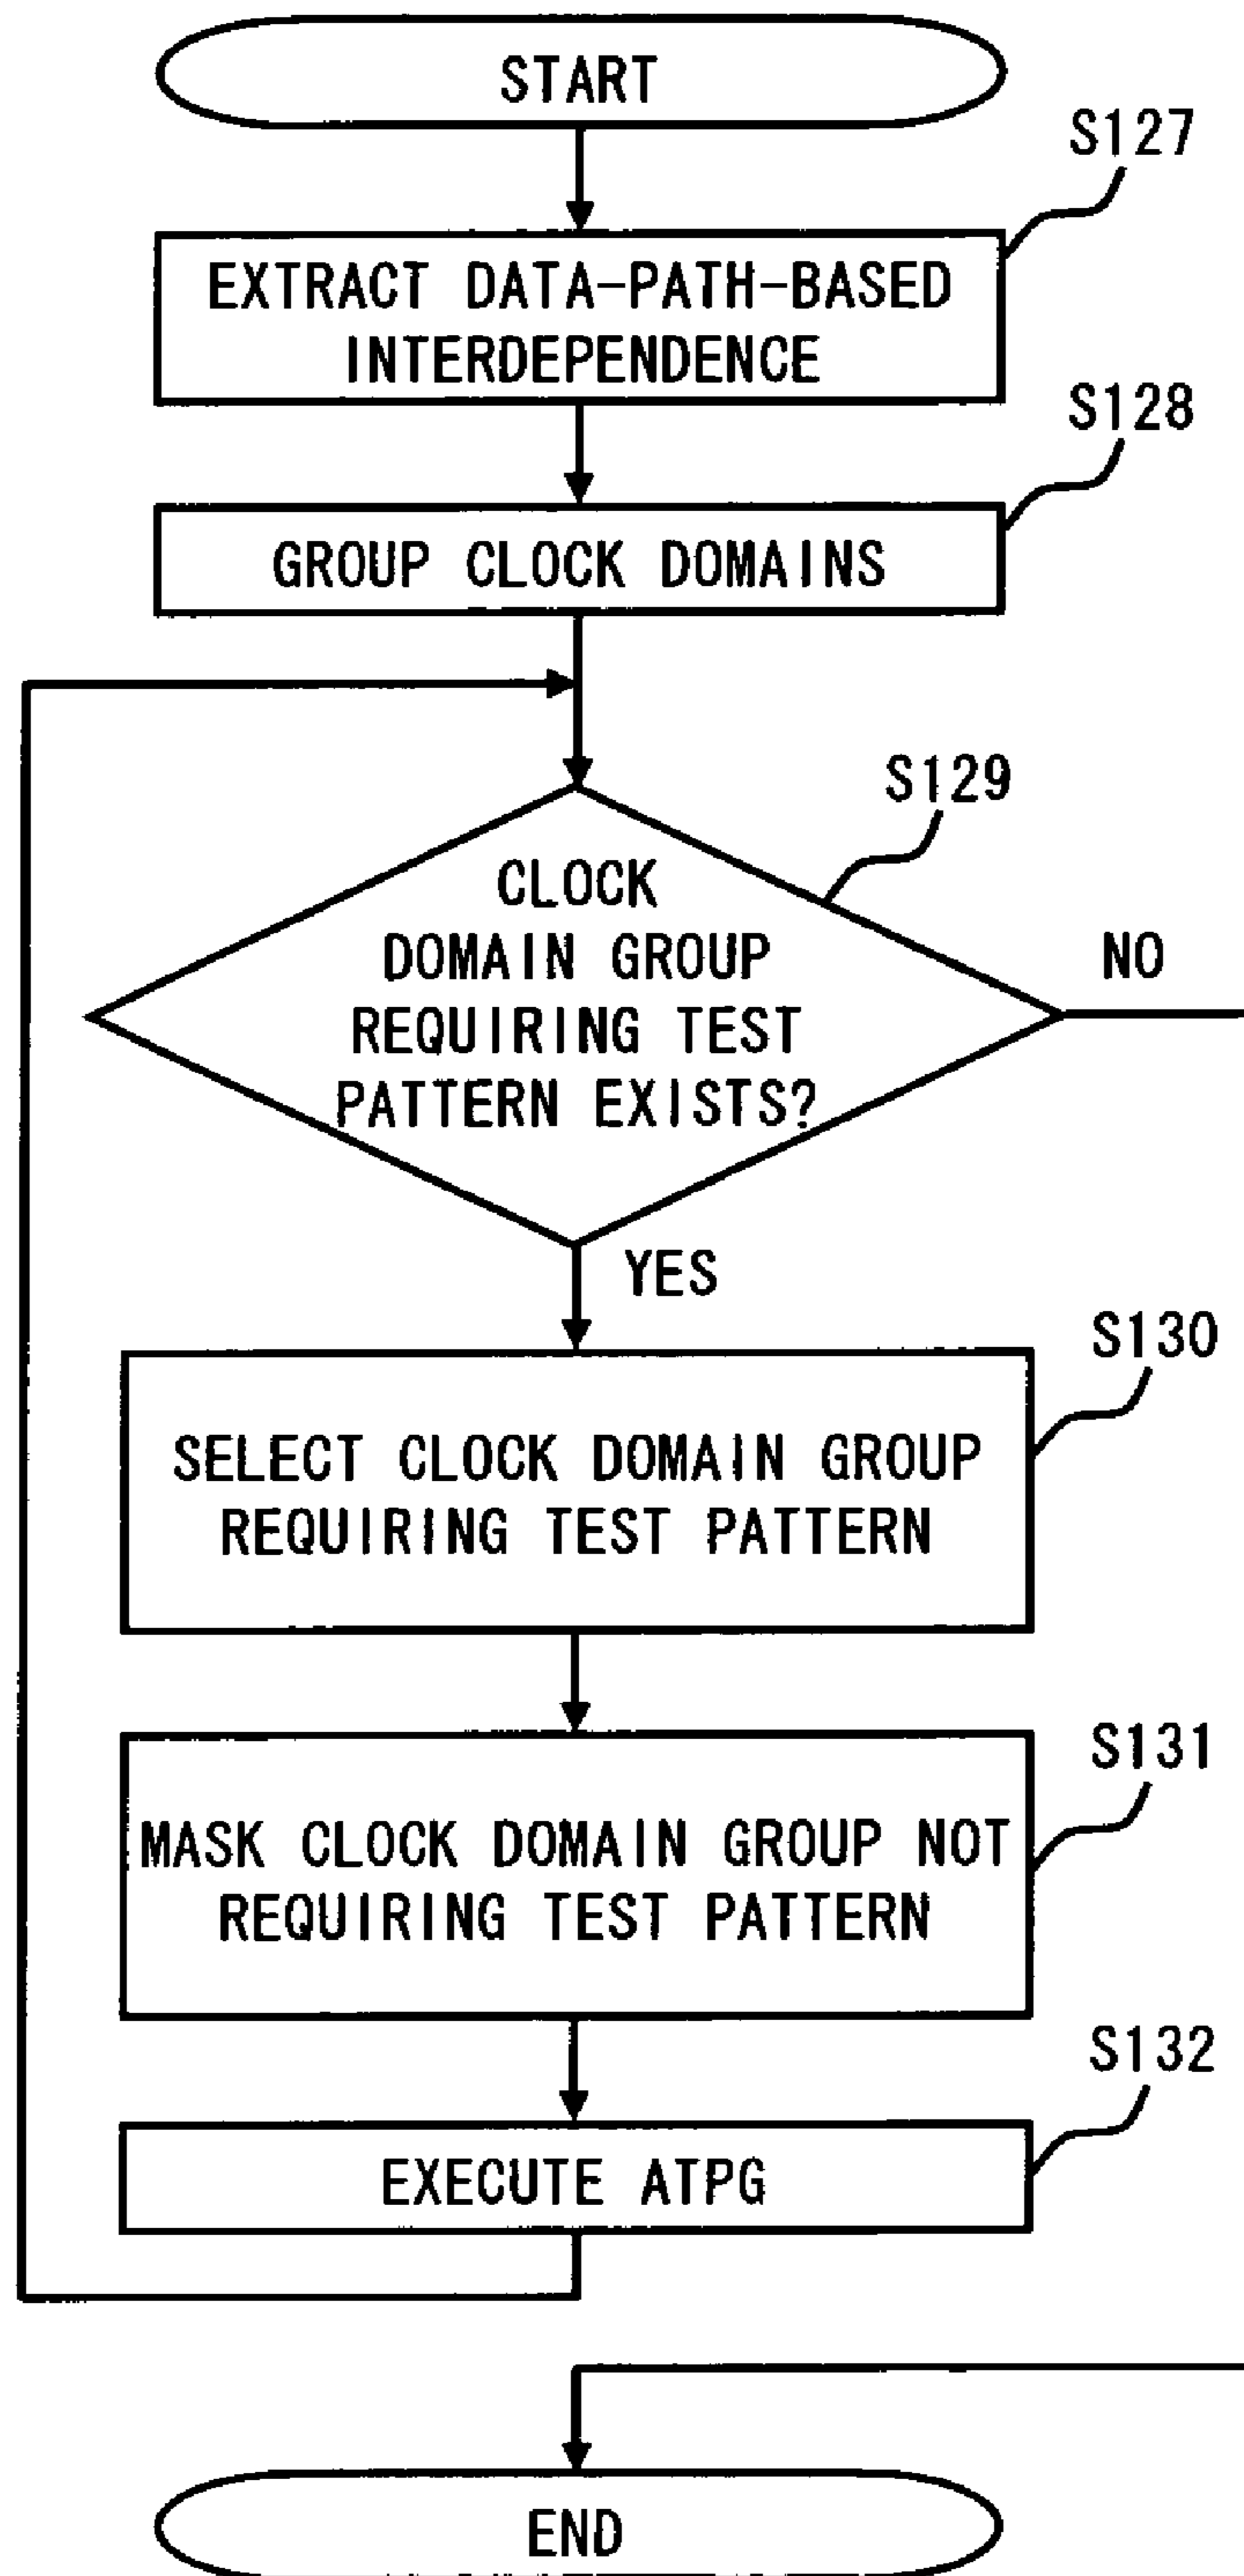 START
S127
EXTRACT DATA-PATH-BASED
INTERDEPENDENCE
S128
GROUP CLOCK DOMAINS
S129
CLOCK
DOMAIN GROUP
REQUIRING TEST
PATTERN EXISTS?
NO
YES
S130
SELECT CLOCK DOMAIN GROUP
REQUIRING TEST PATTERN
S131
MASK CLOCK DOMAIN GROUP NOT
REQUIRING TEST PATTERN
S132
EXECUTE ATPG
END